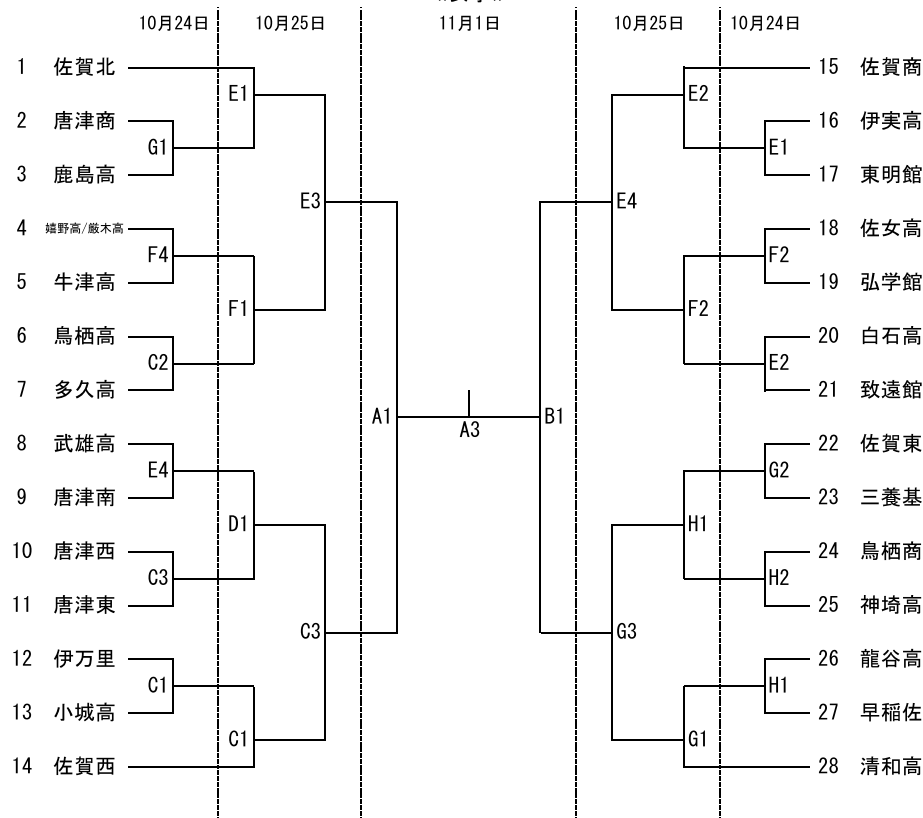 10月24日 10月25日 11月1日 10月25日 10月24日
1 佐賀北 15 佐賀商
E1 E2
2 唐津商 16 伊実高
G1 E1
3 鹿島高 17 東明館
E3 E4
4 嬉野高/厳木高 18 佐女高
F4 F2
5 牛津高 19 弘学館
F1 F2
6 鳥栖高 20 白石高
C2 E2
7 多久高 21 致遠館
A1 A3 B1
8 武雄高 22 佐賀東
E4 G2
9 唐津南 23 三養基
D1 H1
10 唐津西 24 鳥栖商
C3 H2
11 唐津東 25 神埼高
C3 G3
12 伊万里 26 龍谷高
C1 H1
13 小城高 27 早稲佐
C1 G1
14 佐賀西 28 清和高